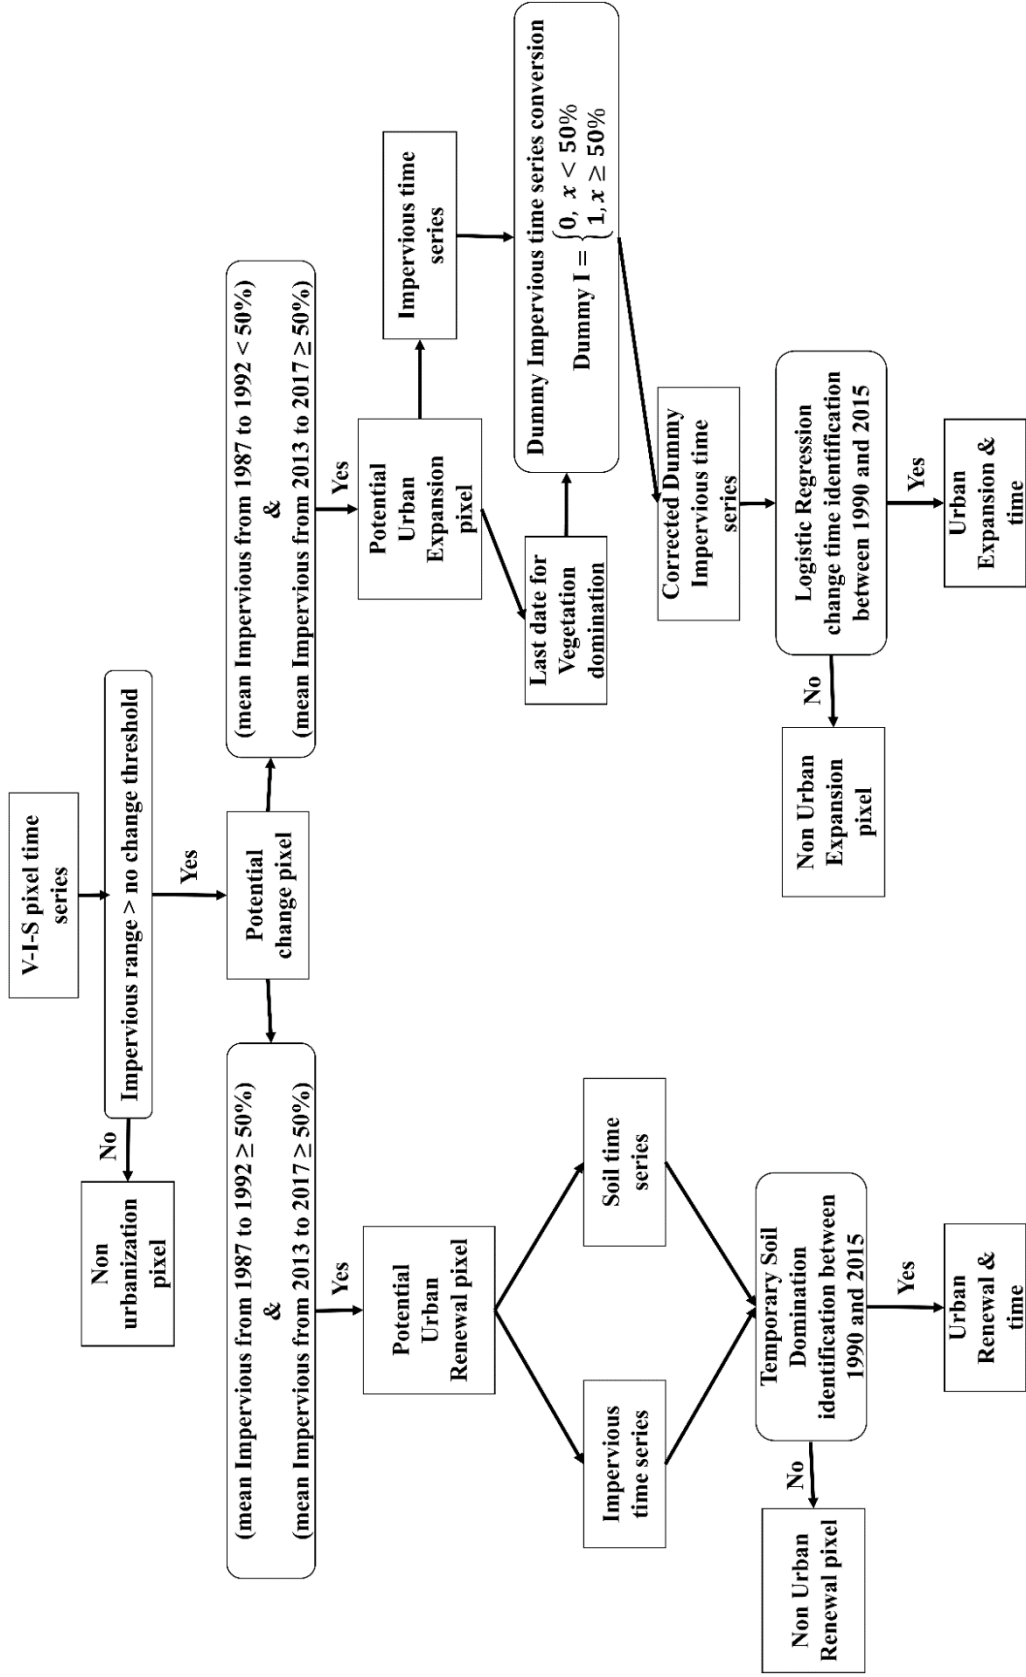 V-I-S pixel time
series
Impervious range > no change threshold
No
Non
urbanization
pixel
Yes
Potential
change pixel
(mean Impervious from 1987 to 1992 ≥ 50%)
&
(mean Impervious from 2013 to 2017 ≥ 50%)
Yes
Potential
Urban
Renewal pixel
Impervious
time series
Soil time
series
Temporary Soil
Domination
identification between
1990 and 2015
No
Non Urban
Renewal pixel
Yes
Urban
Renewal &
time
(mean Impervious from 1987 to 1992 < 50%)
&
(mean Impervious from 2013 to 2017 ≥ 50%)
Yes
Potential
Urban
Expansion
pixel
Impervious time
series
Last date for
Vegetation
domination
Dummy Impervious time series conversion
Dummy I = { 0, x < 50%
1, x ≥ 50%
Corrected Dummy
Impervious time
series
Logistic Regression
change time identification
between 1990 and 2015
No
Non Urban
Expansion
pixel
Yes
Urban
Expansion &
time